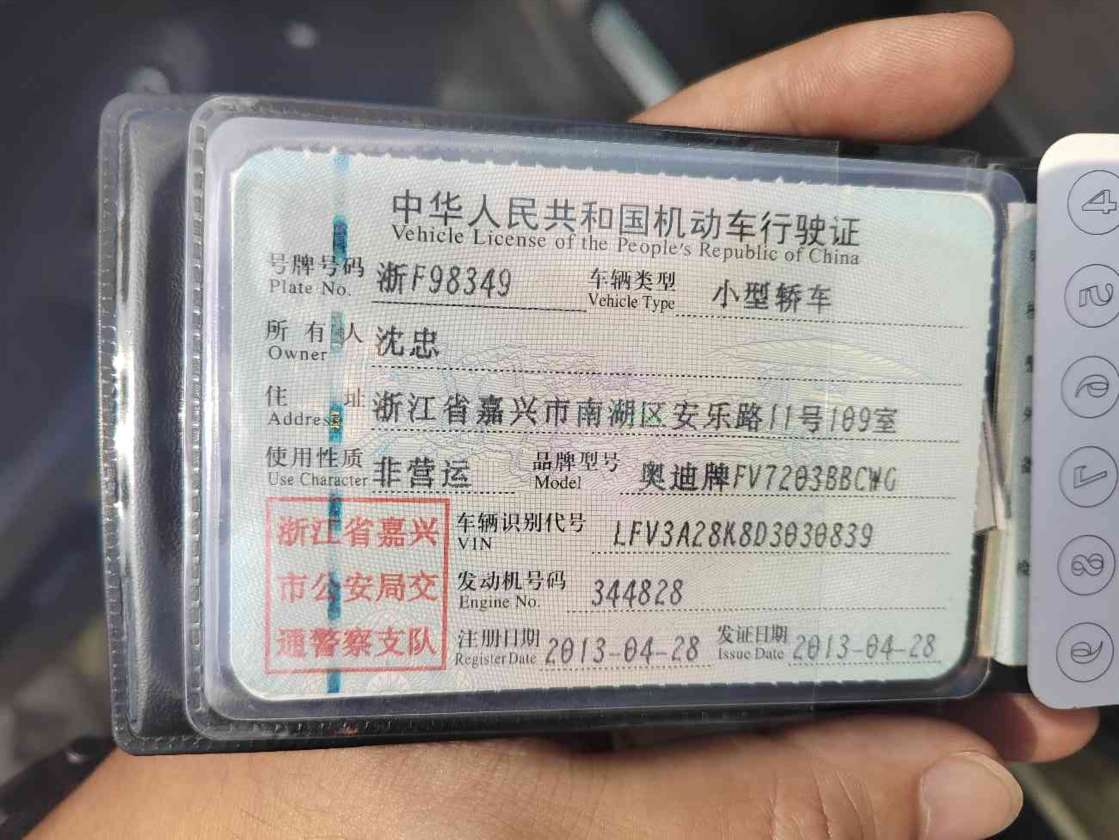 中华人民共和国机动车行驶证
Vehicle License of the People's Republic of China
号牌号码 浙F98349 车辆类型 小型轿车
Plate No. Vehicle Type
所有人 沈忠
Owner
住址 浙江省嘉兴市南湖区安乐路11号109室
Address
使用性质 非营运 品牌型号 奥迪牌FV7203BBCWG
Use Character Model
浙江省嘉兴
市公安局交
通警察支队
车辆识别代号 LFV3A28K8D3030839
VIN
发动机号码 344828
Engine No.
注册日期 2013-04-28 发证日期 2013-04-28
Register Date Issue Date
4
5